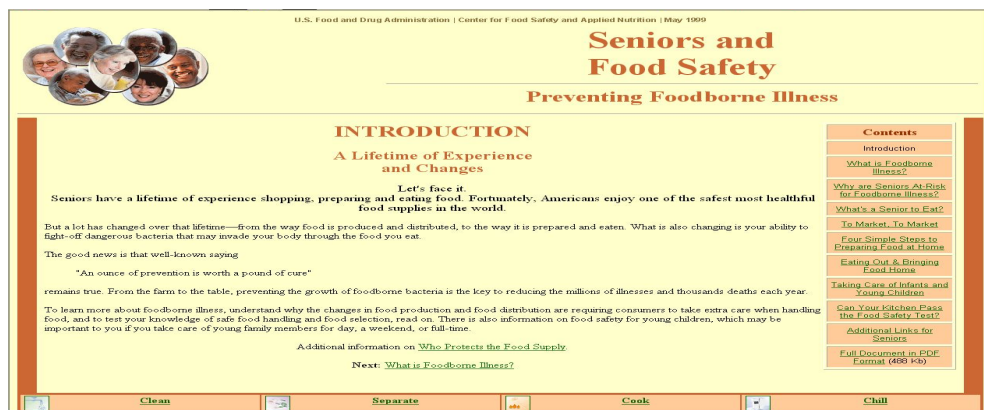 U.S. Food and Drug Administration | Center for Food Safety and Applied Nutrition | May 1999
Seniors and
Food Safety
Preventing Foodborne Illness
INTRODUCTION
A Lifetime of Experience
and Changes
Let's face it.
Seniors have a lifetime of experience shopping, preparing and eating food. Fortunately, Americans enjoy one of the safest most healthful
food supplies in the world.
But a lot has changed over that lifetime—from the way food is produced and distributed, to the way it is prepared and eaten. What is also changing is your ability to
fight-off dangerous bacteria that may invade your body through the food you eat.
The good news is that well-known saying
"An ounce of prevention is worth a pound of cure"
remains true. From the farm to the table, preventing the growth of foodborne bacteria is the key to reducing the millions of illnesses and thousands deaths each year.
To learn more about foodborne illness, understand why the changes in food production and food distribution are requiring consumers to take extra care when handling
food, and to test your knowledge of safe food handling and food selection, read on. There is also information on food safety for young children, which may be
important to you if you take care of young family members for day, a weekend, or full-time.
Additional information on Who Protects the Food Supply.
Next: What is Foodborne Illness?
Contents
Introduction
What is Foodborne
Illness?
Why are Seniors At-Risk
for Foodborne Illness?
What's a Senior to Eat?
To Market, To Market
Four Simple Steps to
Preparing Food at Home
Eating Out & Bringing
Food Home
Taking Care of Infants and
Young Children
Can Your Kitchen Pass
the Food Safety Test?
Additional Links for
Seniors
Full Document in PDF
Format (488 Kb)
Clean
Separate
Cook
Chill